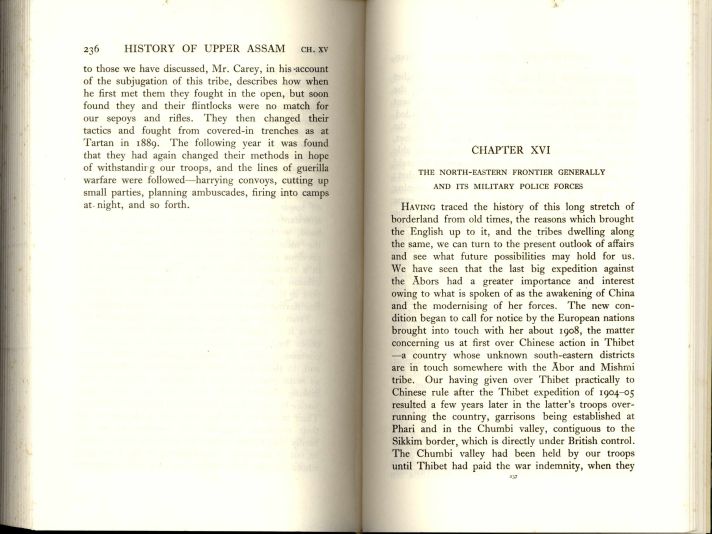 236 HISTORY OF UPPER ASSAM CH. XV
to those we have discussed, Mr. Carey, in his account
of the subjugation of this tribe, describes how when
he first met them they fought in the open, but soon
found they and their flintlocks were no match for
our sepoys and rifles. They then changed their
tactics and fought from covered-in trenches as at
Tartan in 1889. The following year it was found
that they had again changed their methods in hope
of withstanding our troops, and the lines of guerilla
warfare were followed—harrying convoys, cutting up
small parties, planning ambuscades, firing into camps
at night, and so forth.
CHAPTER XVI
THE NORTH-EASTERN FRONTIER GENERALLY
AND ITS MILITARY POLICE FORCES
HAVING traced the history of this long stretch of
borderland from old times, the reasons which brought
the English up to it, and the tribes dwelling along
the same, we can turn to the present outlook of affairs
and see what future possibilities may hold for us.
We have seen that the last big expedition against
the Ābors had a greater importance and interest
owing to what is spoken of as the awakening of China
and the modernising of her forces. The new con-
dition began to call for notice by the European nations
brought into touch with her about 1908, the matter
concerning us at first over Chinese action in Thibet
—a country whose unknown south-eastern districts
are in touch somewhere with the Ābor and Mishmi
tribe. Our having given over Thibet practically to
Chinese rule after the Thibet expedition of 1904–05
resulted a few years later in the latter's troops over-
running the country, garrisons being established at
Phari and in the Chumbi valley, contiguous to the
Sikkim border, which is directly under British control.
The Chumbi valley had been held by our troops
until Thibet had paid the war indemnity, when they
237